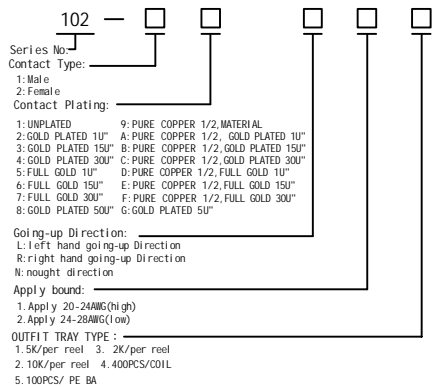 102 —
Series No:
Contact Type:
1:Male
2:Female
Contact Plating:
1:UNPLATED 9:PURE COPPER 1/2,MATERIAL
2:GOLD PLATED 1U" A:PURE COPPER 1/2, GOLD PLATED 1U"
3:GOLD PLATED 15U" B:PURE COPPER 1/2,GOLD PLATED 15U"
4:GOLD PLATED 30U" C:PURE COPPER 1/2,GOLD PLATED 30U"
5:FULL GOLD 1U" D:PURE COPPER 1/2,FULL GOLD 1U"
6:FULL GOLD 15U" E:PURE COPPER 1/2,FULL GOLD 15U"
7:FULL GOLD 30U" F:PURE COPPER 1/2,FULL GOLD 30U"
8:GOLD PLATED 50U" G:GOLD PLATED 5U"
Going-up Direction:
L:left hand going-up Direction
R:right hand going-up Direction
N:nought direction
Apply bound:
1.Apply 20-24AWG(high)
2.Apply 24-28AWG(low)
OUTFIT TRAY TYPE:
1.5K/per reel 3. 2K/per reel
2.10K/per reel 4.400PCS/COIL
5.100PCS/ PE BA